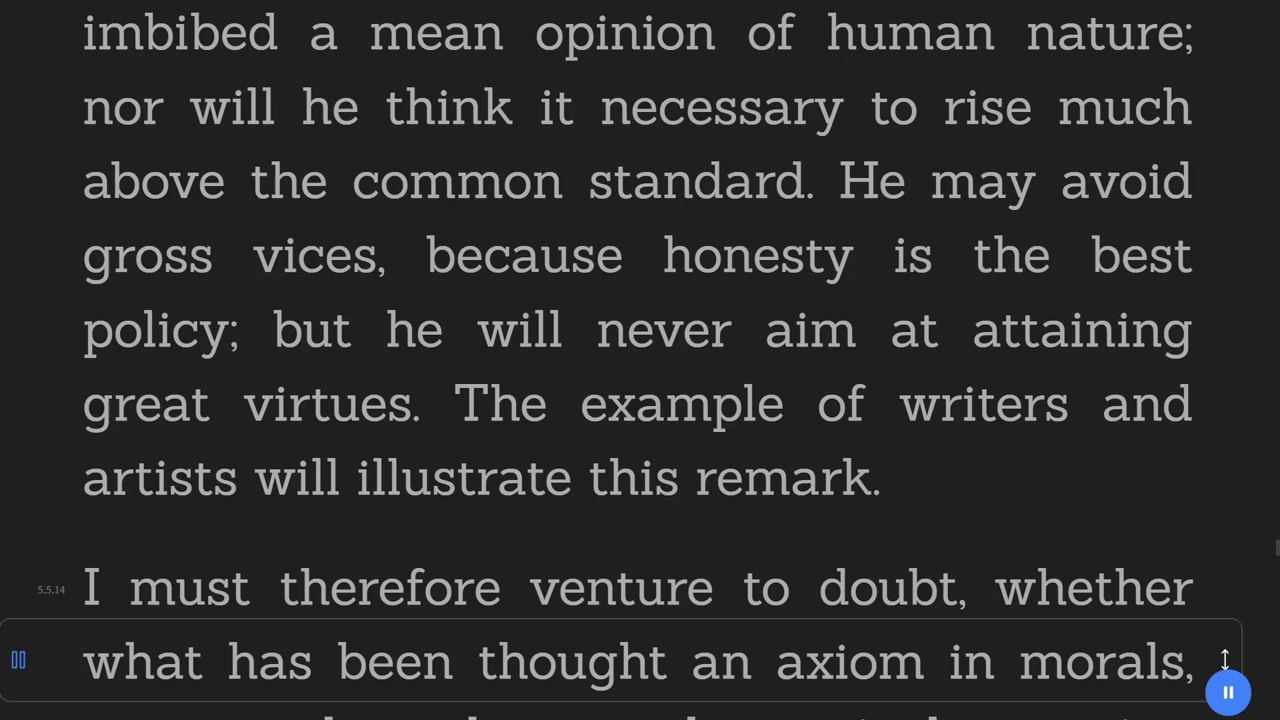 imbibed a mean opinion of human nature;
nor will he think it necessary to rise much
above the common standard. He may avoid
gross vices, because honesty is the best
policy; but he will never aim at attaining
great virtues. The example of writers and
artists will illustrate this remark.
5.5.14 I must therefore venture to doubt, whether
what has been thought an axiom in morals,